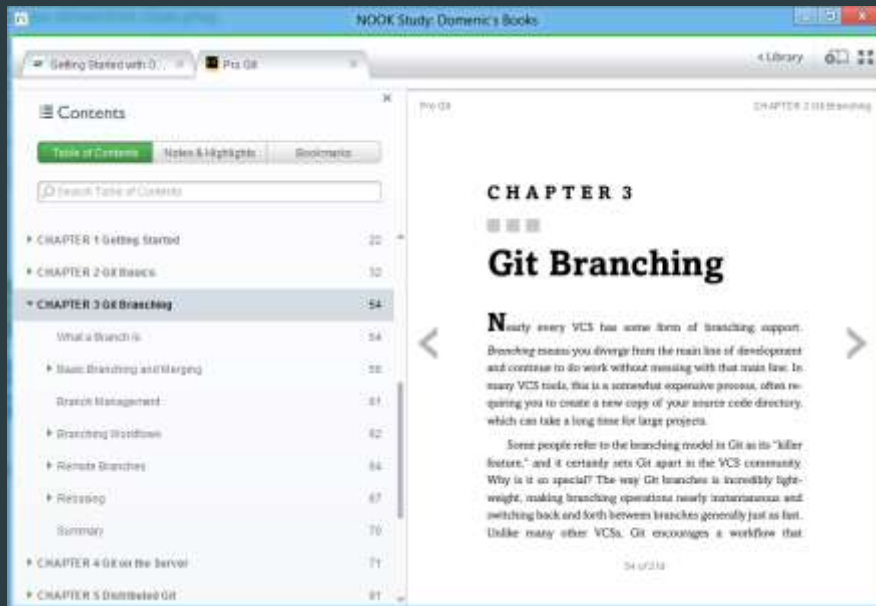 NOOK Study: Domenic's Books
Getting Started with O...
Pro Git
Library
Contents
Table of Contents Notes & Highlights Bookmarks
Search Table of Contents
CHAPTER 1 Getting Started 22
CHAPTER 2 Git Basics 32
CHAPTER 3 Git Branching 54
What a Branch Is 54
Basic Branching and Merging 58
Branch Management 61
Branching Workflows 62
Remote Branches 64
Rebasing 67
Summary 70
CHAPTER 4 Git on the Server 71
CHAPTER 5 Distributed Git 91
Pro Git CHAPTER 3 Git Branching
CHAPTER 3
Git Branching
Nearly every VCS has some form of branching support.
Branching means you diverge from the main line of development
and continue to do work without messing with that main line. In
many VCS tools, this is a somewhat expensive process, often re-
quiring you to create a new copy of your source code directory,
which can take a long time for large projects.
Some people refer to the branching model in Git as its "killer
feature," and it certainly sets Git apart in the VCS community.
Why is it so special? The way Git branches is incredibly light-
weight, making branching operations nearly instantaneous and
switching back and forth between branches generally just as fast.
Unlike many other VCSs, Git encourages a workflow that